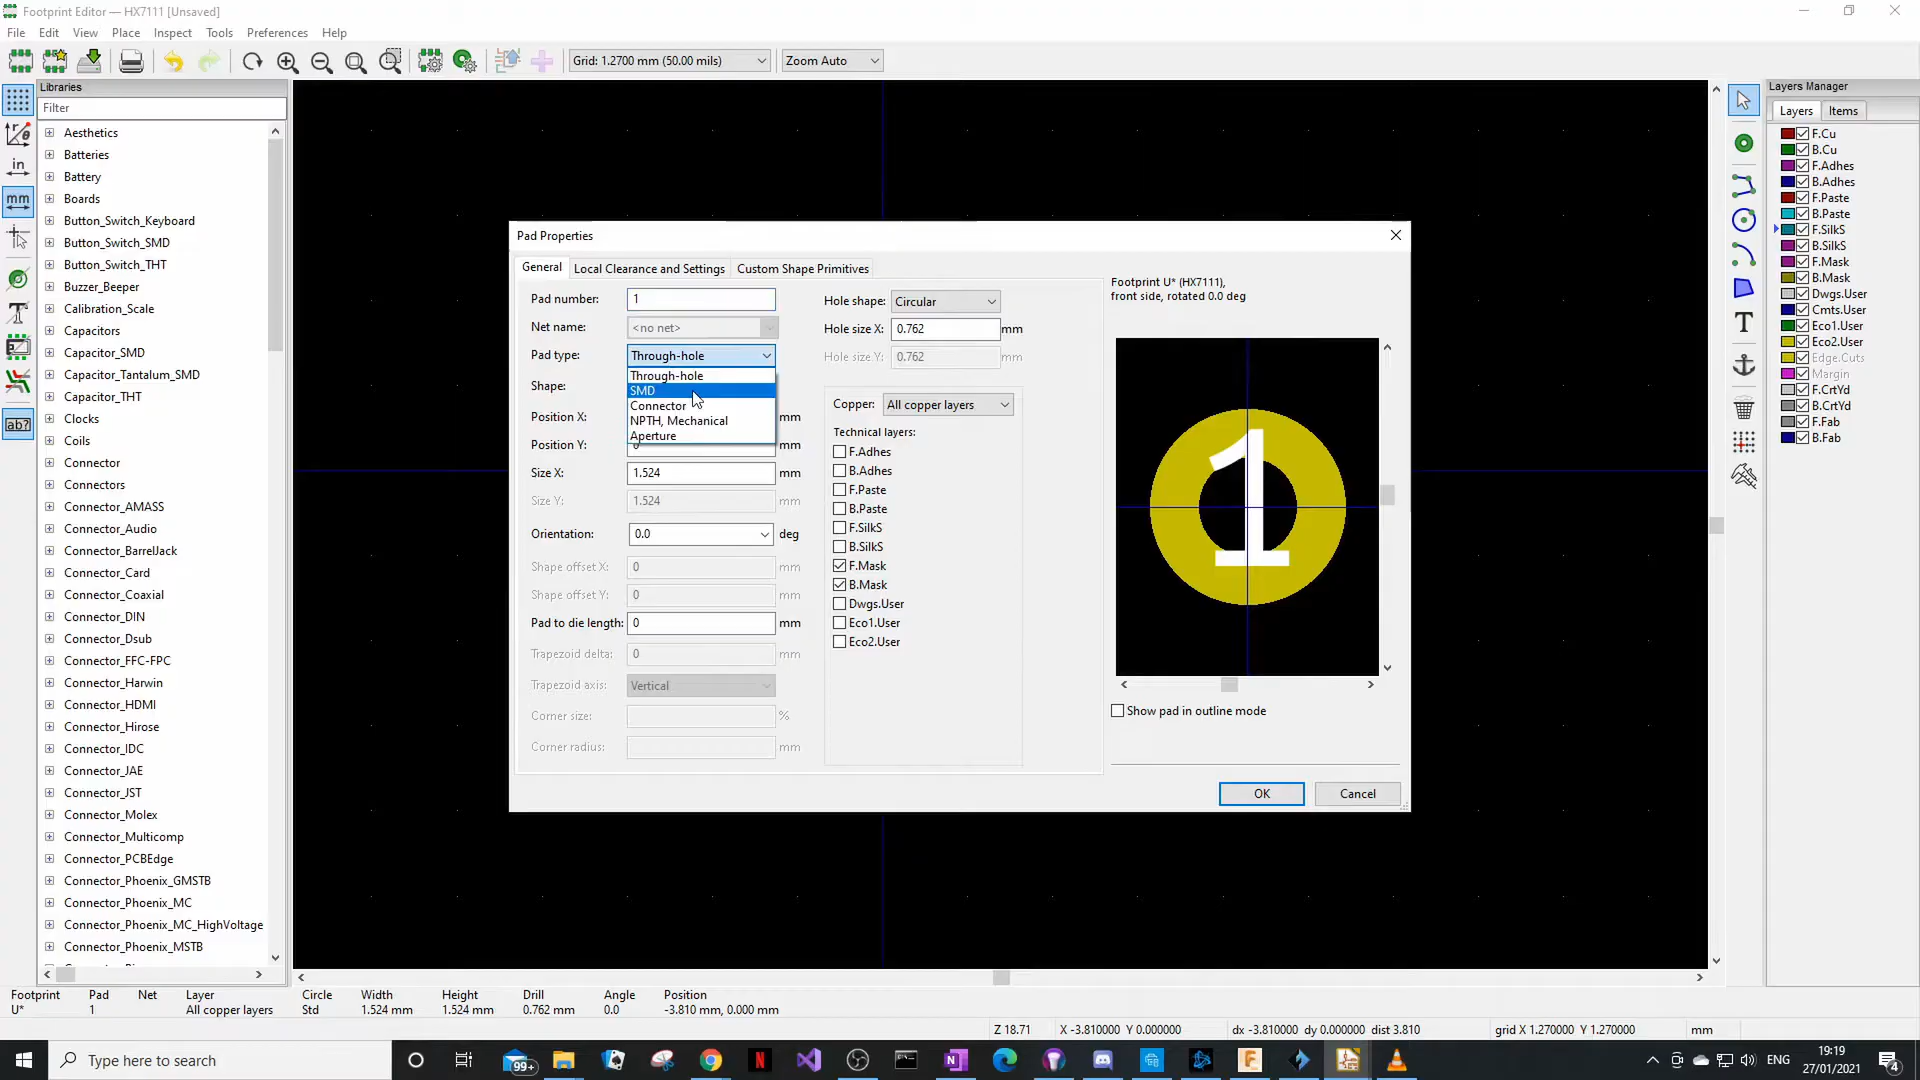 Footprint Editor — HX7111 [Unsaved]
File Edit View Place Inspect Tools Preferences Help
Grid: 1.2700 mm (50.00 mils) Zoom Auto
Libraries
Filter
Aesthetics
Batteries
Battery
Boards
Button_Switch_Keyboard
Button_Switch_SMD
Button_Switch_THT
Buzzer_Beeper
Calibration_Scale
Capacitors
Capacitor_SMD
Capacitor_Tantalum_SMD
Capacitor_THT
Clocks
Coils
Connector
Connectors
Connector_AMASS
Connector_Audio
Connector_BarrelJack
Connector_Card
Connector_Coaxial
Connector_DIN
Connector_Dsub
Connector_FFC-FPC
Connector_Harwin
Connector_HDMI
Connector_Hirose
Connector_IDC
Connector_JAE
Connector_JST
Connector_Molex
Connector_Multicomp
Connector_PCBEdge
Connector_Phoenix_GMSTB
Connector_Phoenix_MC
Connector_Phoenix_MC_HighVoltage
Connector_Phoenix_MSTB
in
mm
ab?
Pad Properties
General Local Clearance and Settings Custom Shape Primitives
Pad number: 1
Net name: <no net>
Pad type: Through-hole
Through-hole
SMD
Connector
NPTH, Mechanical
Aperture
Shape:
Position X: mm
Position Y: 0 mm
Size X: 1.524 mm
Size Y: 1.524 mm
Orientation: 0.0 deg
Shape offset X: 0 mm
Shape offset Y: 0 mm
Pad to die length: 0 mm
Trapezoid delta: 0 mm
Trapezoid axis: Vertical
Corner size: %
Corner radius: mm
Hole shape: Circular
Hole size X: 0.762 mm
Hole size Y: 0.762 mm
Copper: All copper layers
Technical layers:
F.Adhes
B.Adhes
F.Paste
B.Paste
F.SilkS
B.SilkS
F.Mask
B.Mask
Dwgs.User
Eco1.User
Eco2.User
Footprint U* (HX7111),
front side, rotated 0.0 deg
1
Show pad in outline mode
OK Cancel
Layers Manager
Layers Items
F.Cu
B.Cu
F.Adhes
B.Adhes
F.Paste
B.Paste
F.SilkS
B.SilkS
F.Mask
B.Mask
Dwgs.User
Cmts.User
Eco1.User
Eco2.User
Edge.Cuts
Margin
F.CrtYd
B.CrtYd
F.Fab
B.Fab
Footprint Pad Net Layer Circle Width Height Drill Angle Position
U* 1 All copper layers Std 1.524 mm 1.524 mm 0.762 mm 0.0 -3.810 mm, 0.000 mm
Z 18.71 X -3.810000 Y 0.000000 dx -3.810000 dy 0.000000 dist 3.810 grid X 1.270000 Y 1.270000 mm
Type here to search
99+
ENG
19:19
27/01/2021
4